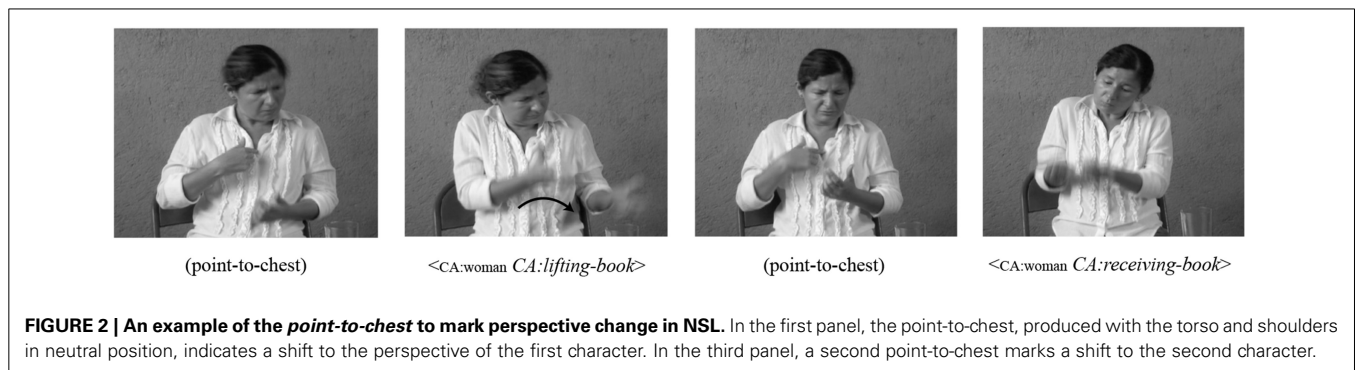 (point-to-chest)
<CA:woman CA:lifting-book>
(point-to-chest)
<CA:woman CA:receiving-book>
FIGURE 2 | An example of the point-to-chest to mark perspective change in NSL. In the first panel, the point-to-chest, produced with the torso and shoulders
in neutral position, indicates a shift to the perspective of the first character. In the third panel, a second point-to-chest marks a shift to the second character.